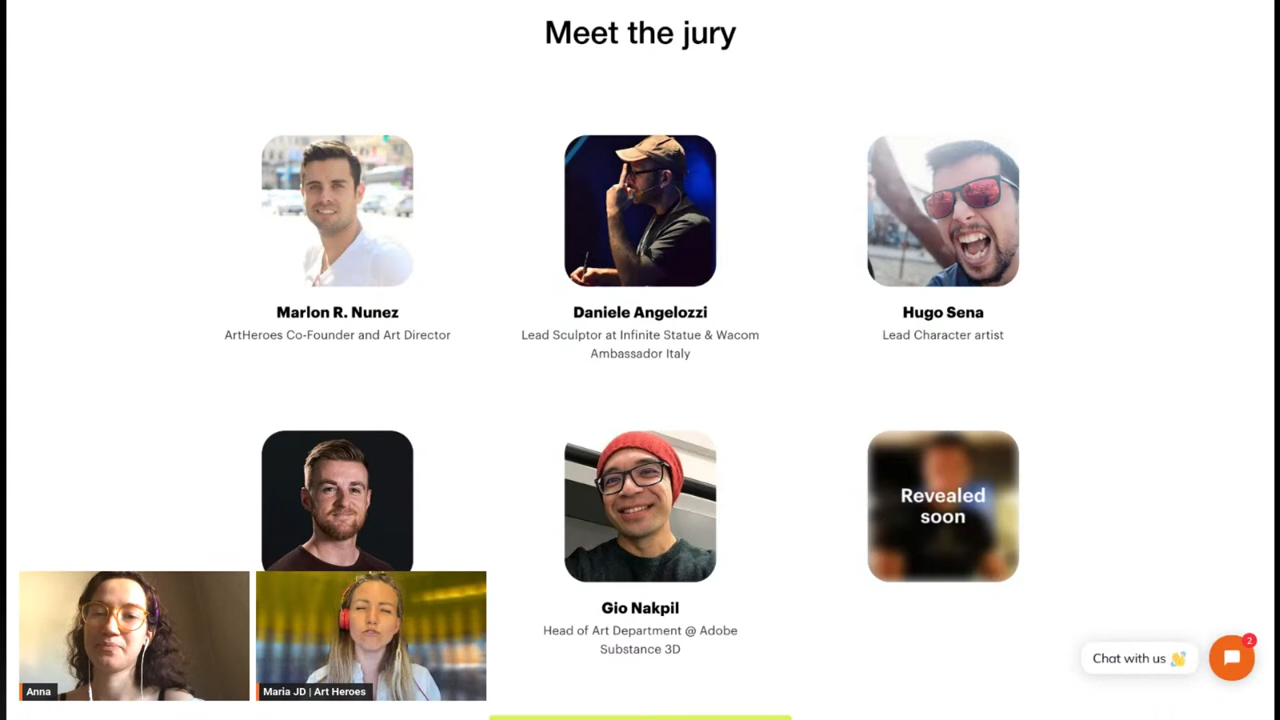 Meet the jury
Marlon R. Nunez
ArtHeroes Co-Founder and Art Director
Daniele Angelozzi
Lead Sculptor at Infinite Statue & Wacom
Ambassador Italy
Hugo Sena
Lead Character artist
Revealed
soon
Gio Nakpil
Head of Art Department @ Adobe
Substance 3D
Anna
Maria JD | Art Heroes
Chat with us 👋
2